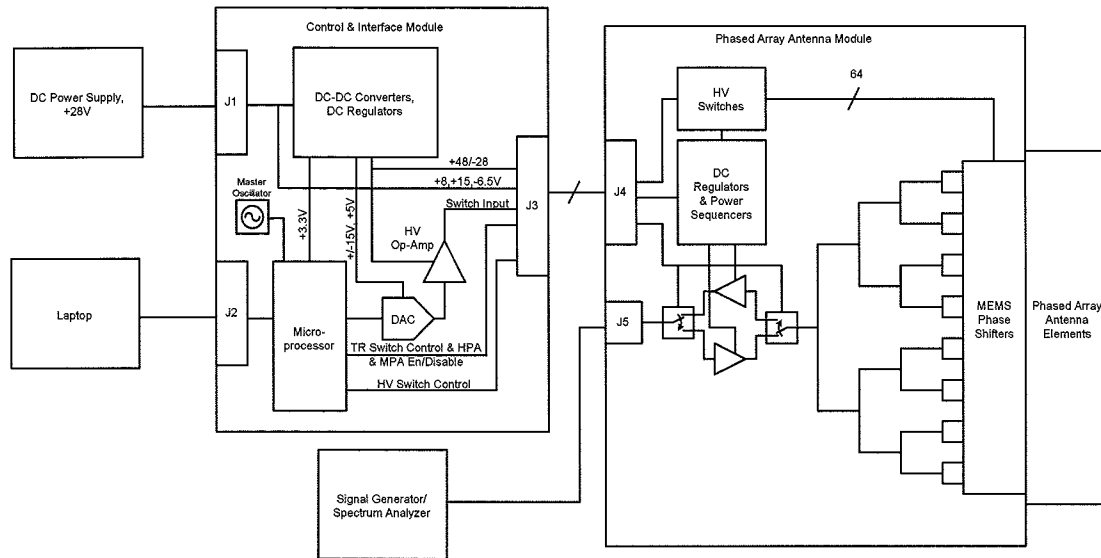 Control & Interface Module
DC Power Supply,
+28V
J1
DC-DC Converters,
DC Regulators
Master
Oscillator
+3.3V
+/-15V, +5V
+48/-28
+8,+15,-6.5V
Switch Input
HV
Op-Amp
J3
Laptop
J2
Micro-
processor
DAC
TR Switch Control & HPA
& MPA En/Disable
HV Switch Control
Signal Generator/
Spectrum Analyzer
Phased Array Antenna Module
HV
Switches
64
J4
DC
Regulators
& Power
Sequencers
J5
MEMS
Phase
Shifters
Phased Array
Antenna
Elements